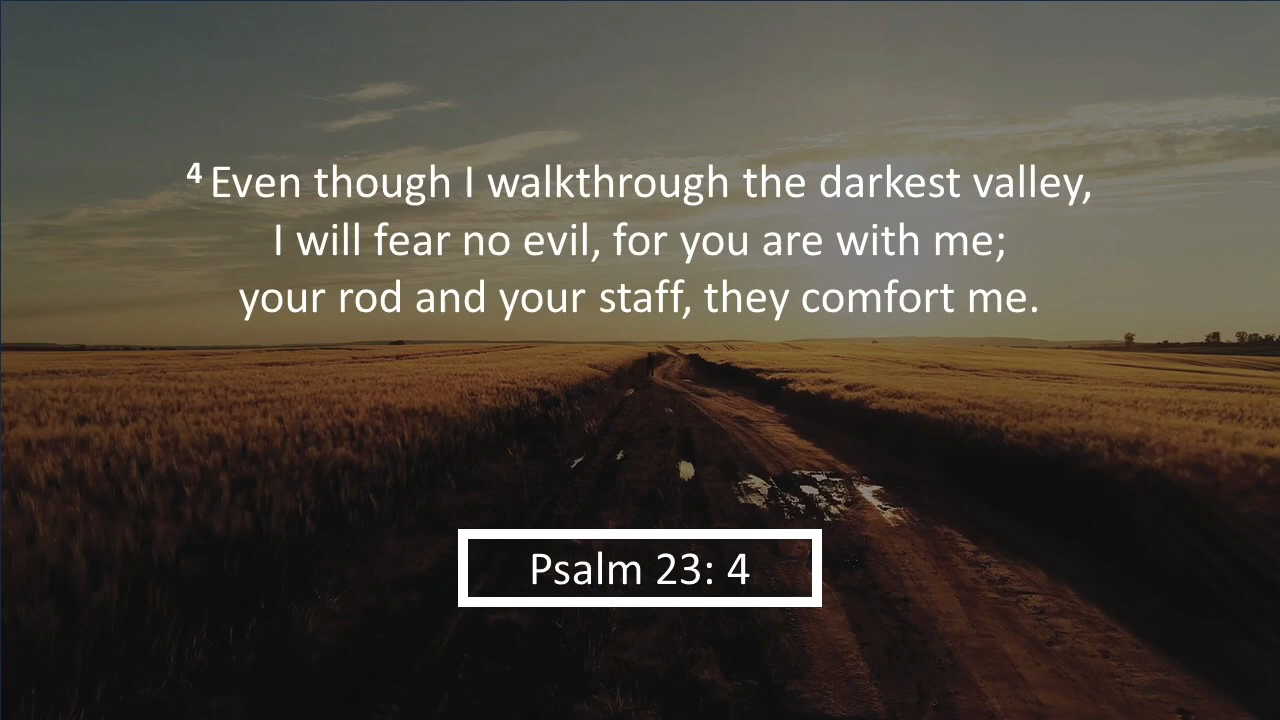 4 Even though I walkthrough the darkest valley,
I will fear no evil, for you are with me;
your rod and your staff, they comfort me.
Psalm 23: 4